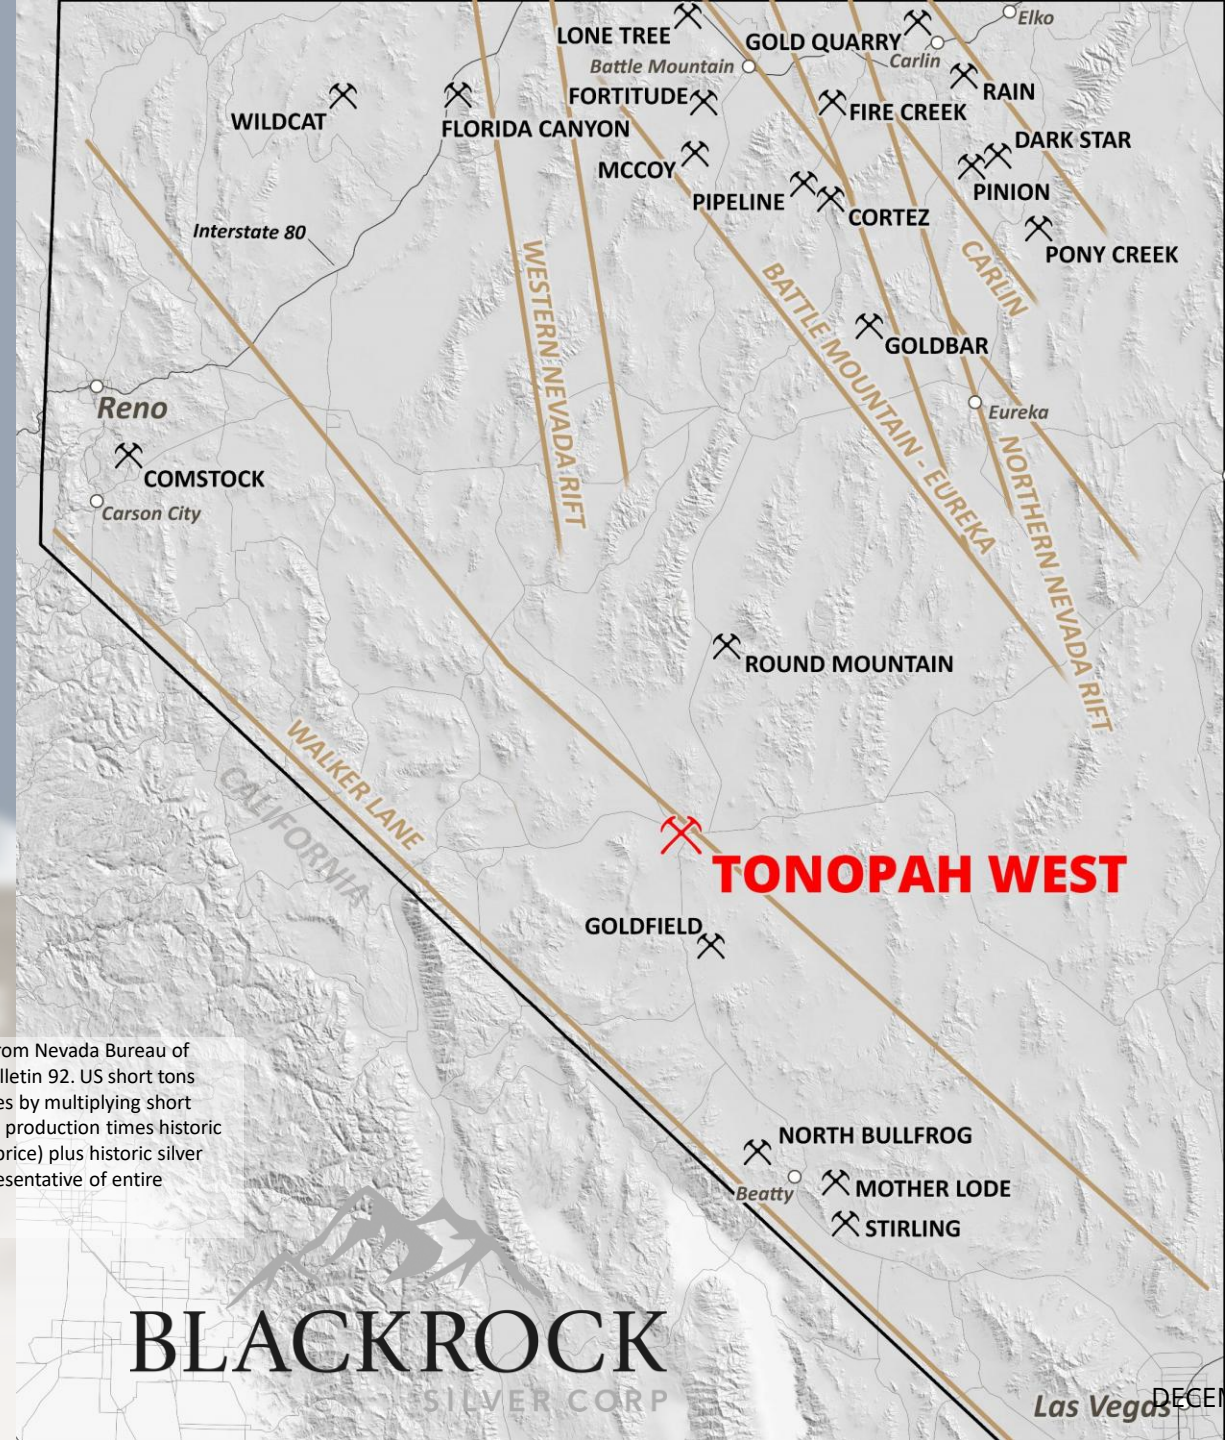 Elko
LONE TREE
GOLD QUARRY
Carlin
Battle Mountain
RAIN
FORTITUDE
FIRE CREEK
WILDCAT
FLORIDA CANYON
DARK STAR
MCCOY
PINION
PIPELINE
CORTEZ
Interstate 80
PONY CREEK
CARLIN
WESTERN NEVADA RIFT
BATTLE MOUNTAIN - EUREKA
GOLDBAR
Reno
Eureka
COMSTOCK
Carson City
NORTHERN NEVADA RIFT
ROUND MOUNTAIN
WALKER LANE
CALIFORNIA
TONOPAH WEST
GOLDFIELD
rom Nevada Bureau of
lletin 92. US short tons
es by multiplying short
production times historic
price) plus historic silver
esentative of entire
NORTH BULLFROG
Beatty
MOTHER LODE
STIRLING
BLACKROCK
SILVER CORP
Las Vegas
DECEM